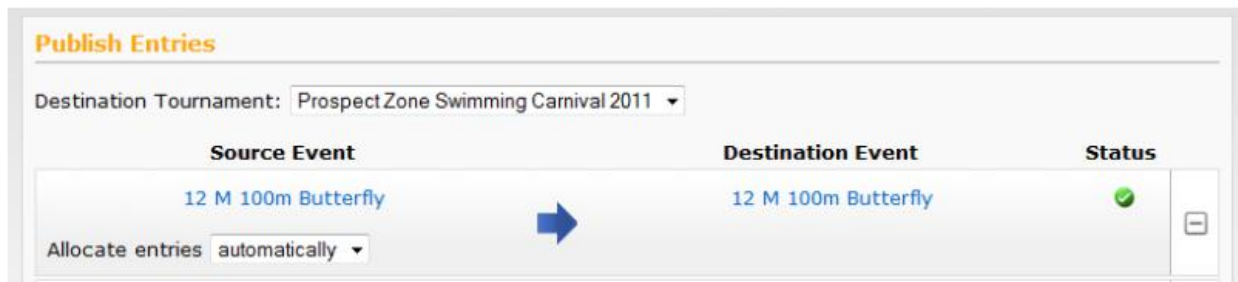 Publish Entries
Destination Tournament: Prospect Zone Swimming Carnival 2011
Source Event Destination Event Status
12 M 100m Butterfly 12 M 100m Butterfly
Allocate entries automatically